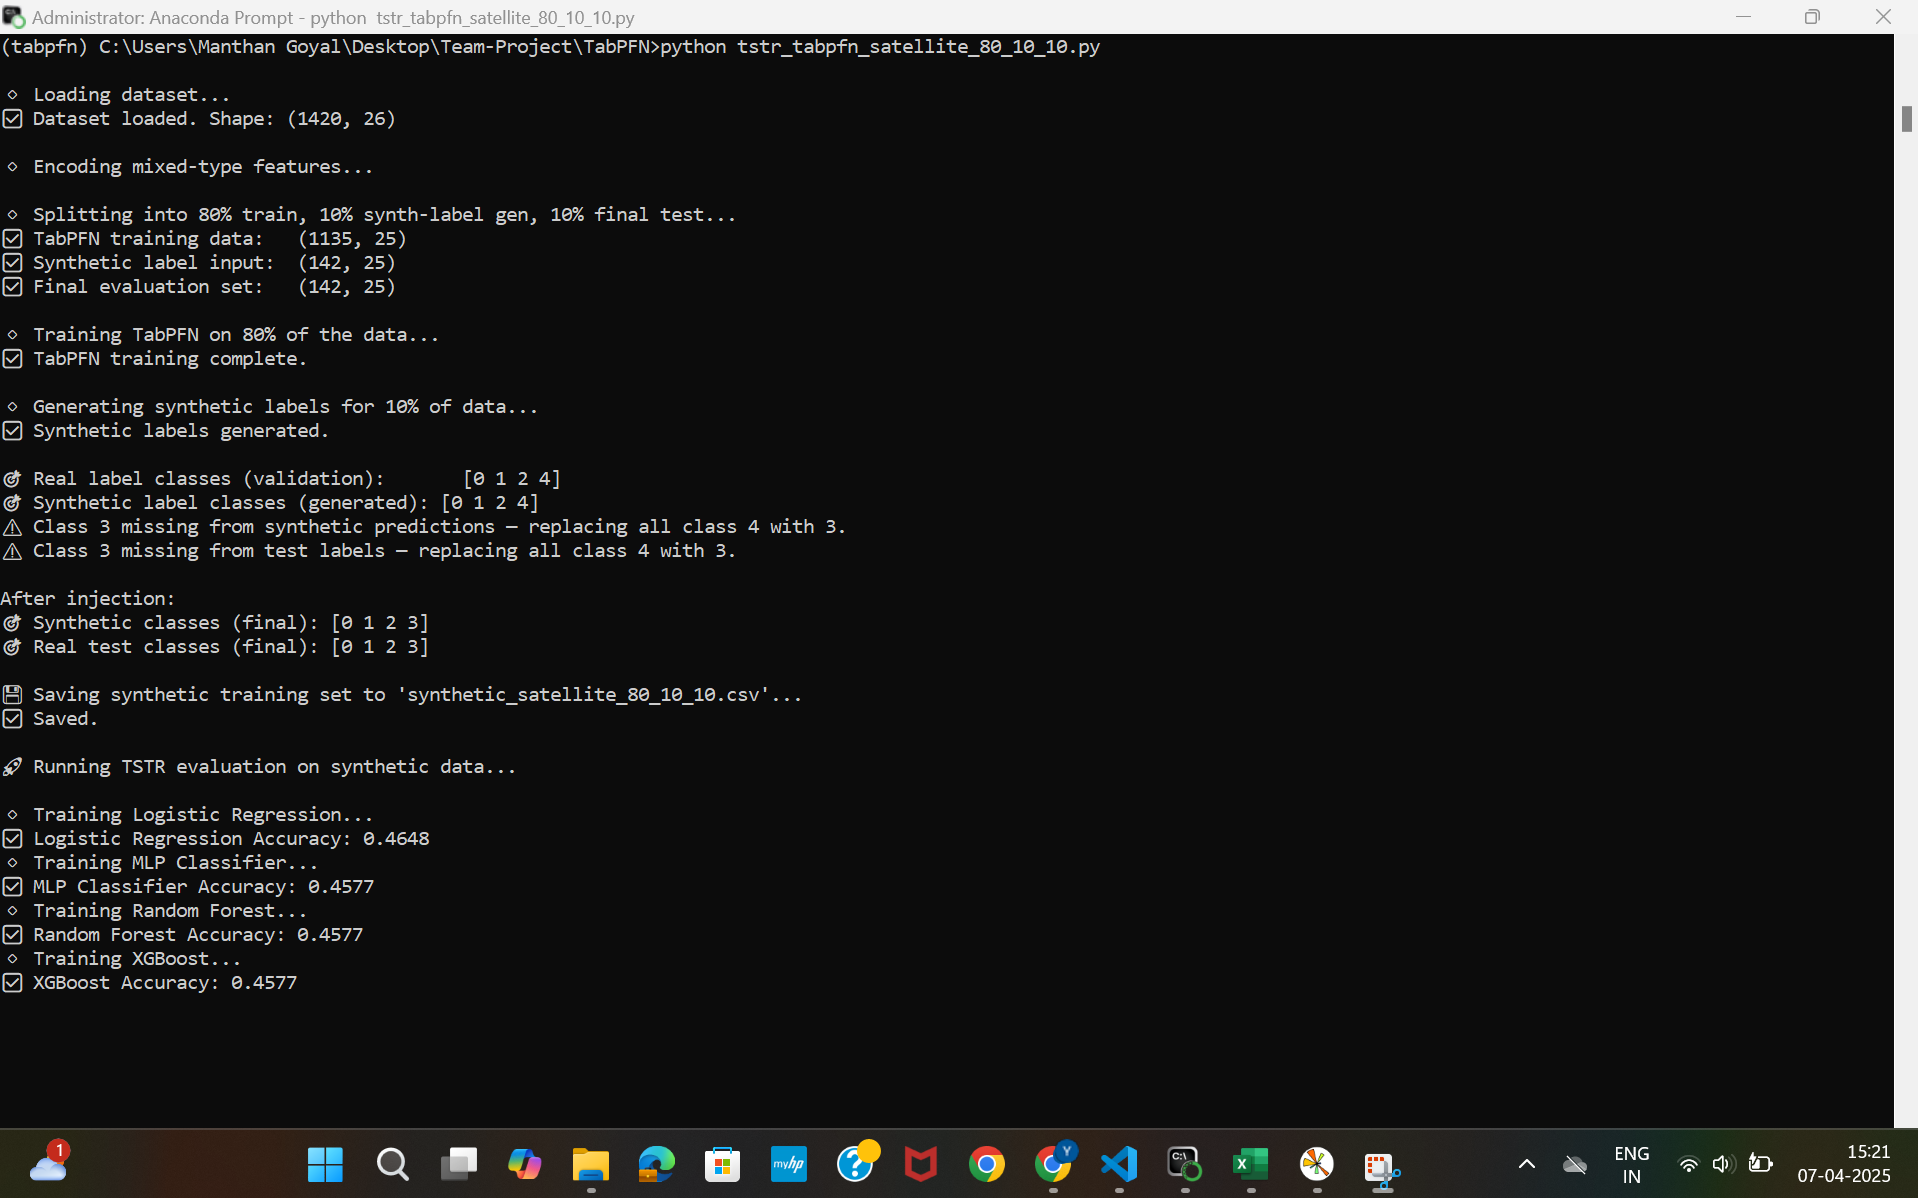 Administrator: Anaconda Prompt - python  tstr_tabpfn_satellite_80_10_10.py
(tabpfn) C:\Users\Manthan Goyal\Desktop\Team-Project\TabPFN>python tstr_tabpfn_satellite_80_10_10.py
Loading dataset...
Dataset loaded. Shape: (1420, 26)
Encoding mixed-type features...
Splitting into 80% train, 10% synth-label gen, 10% final test...
TabPFN training data:   (1135, 25)
Synthetic label input:  (142, 25)
Final evaluation set:   (142, 25)
Training TabPFN on 80% of the data...
TabPFN training complete.
Generating synthetic labels for 10% of data...
Synthetic labels generated.
Real label classes (validation):       [0 1 2 4]
Synthetic label classes (generated): [0 1 2 4]
Class 3 missing from synthetic predictions — replacing all class 4 with 3.
Class 3 missing from test labels — replacing all class 4 with 3.
After injection:
Synthetic classes (final): [0 1 2 3]
Real test classes (final): [0 1 2 3]
Saving synthetic training set to 'synthetic_satellite_80_10_10.csv'...
Saved.
Running TSTR evaluation on synthetic data...
Training Logistic Regression...
Logistic Regression Accuracy: 0.4648
Training MLP Classifier...
MLP Classifier Accuracy: 0.4577
Training Random Forest...
Random Forest Accuracy: 0.4577
Training XGBoost...
XGBoost Accuracy: 0.4577
1
myhp
?
Y
C:\
X
ENG
IN
15:21
07-04-2025